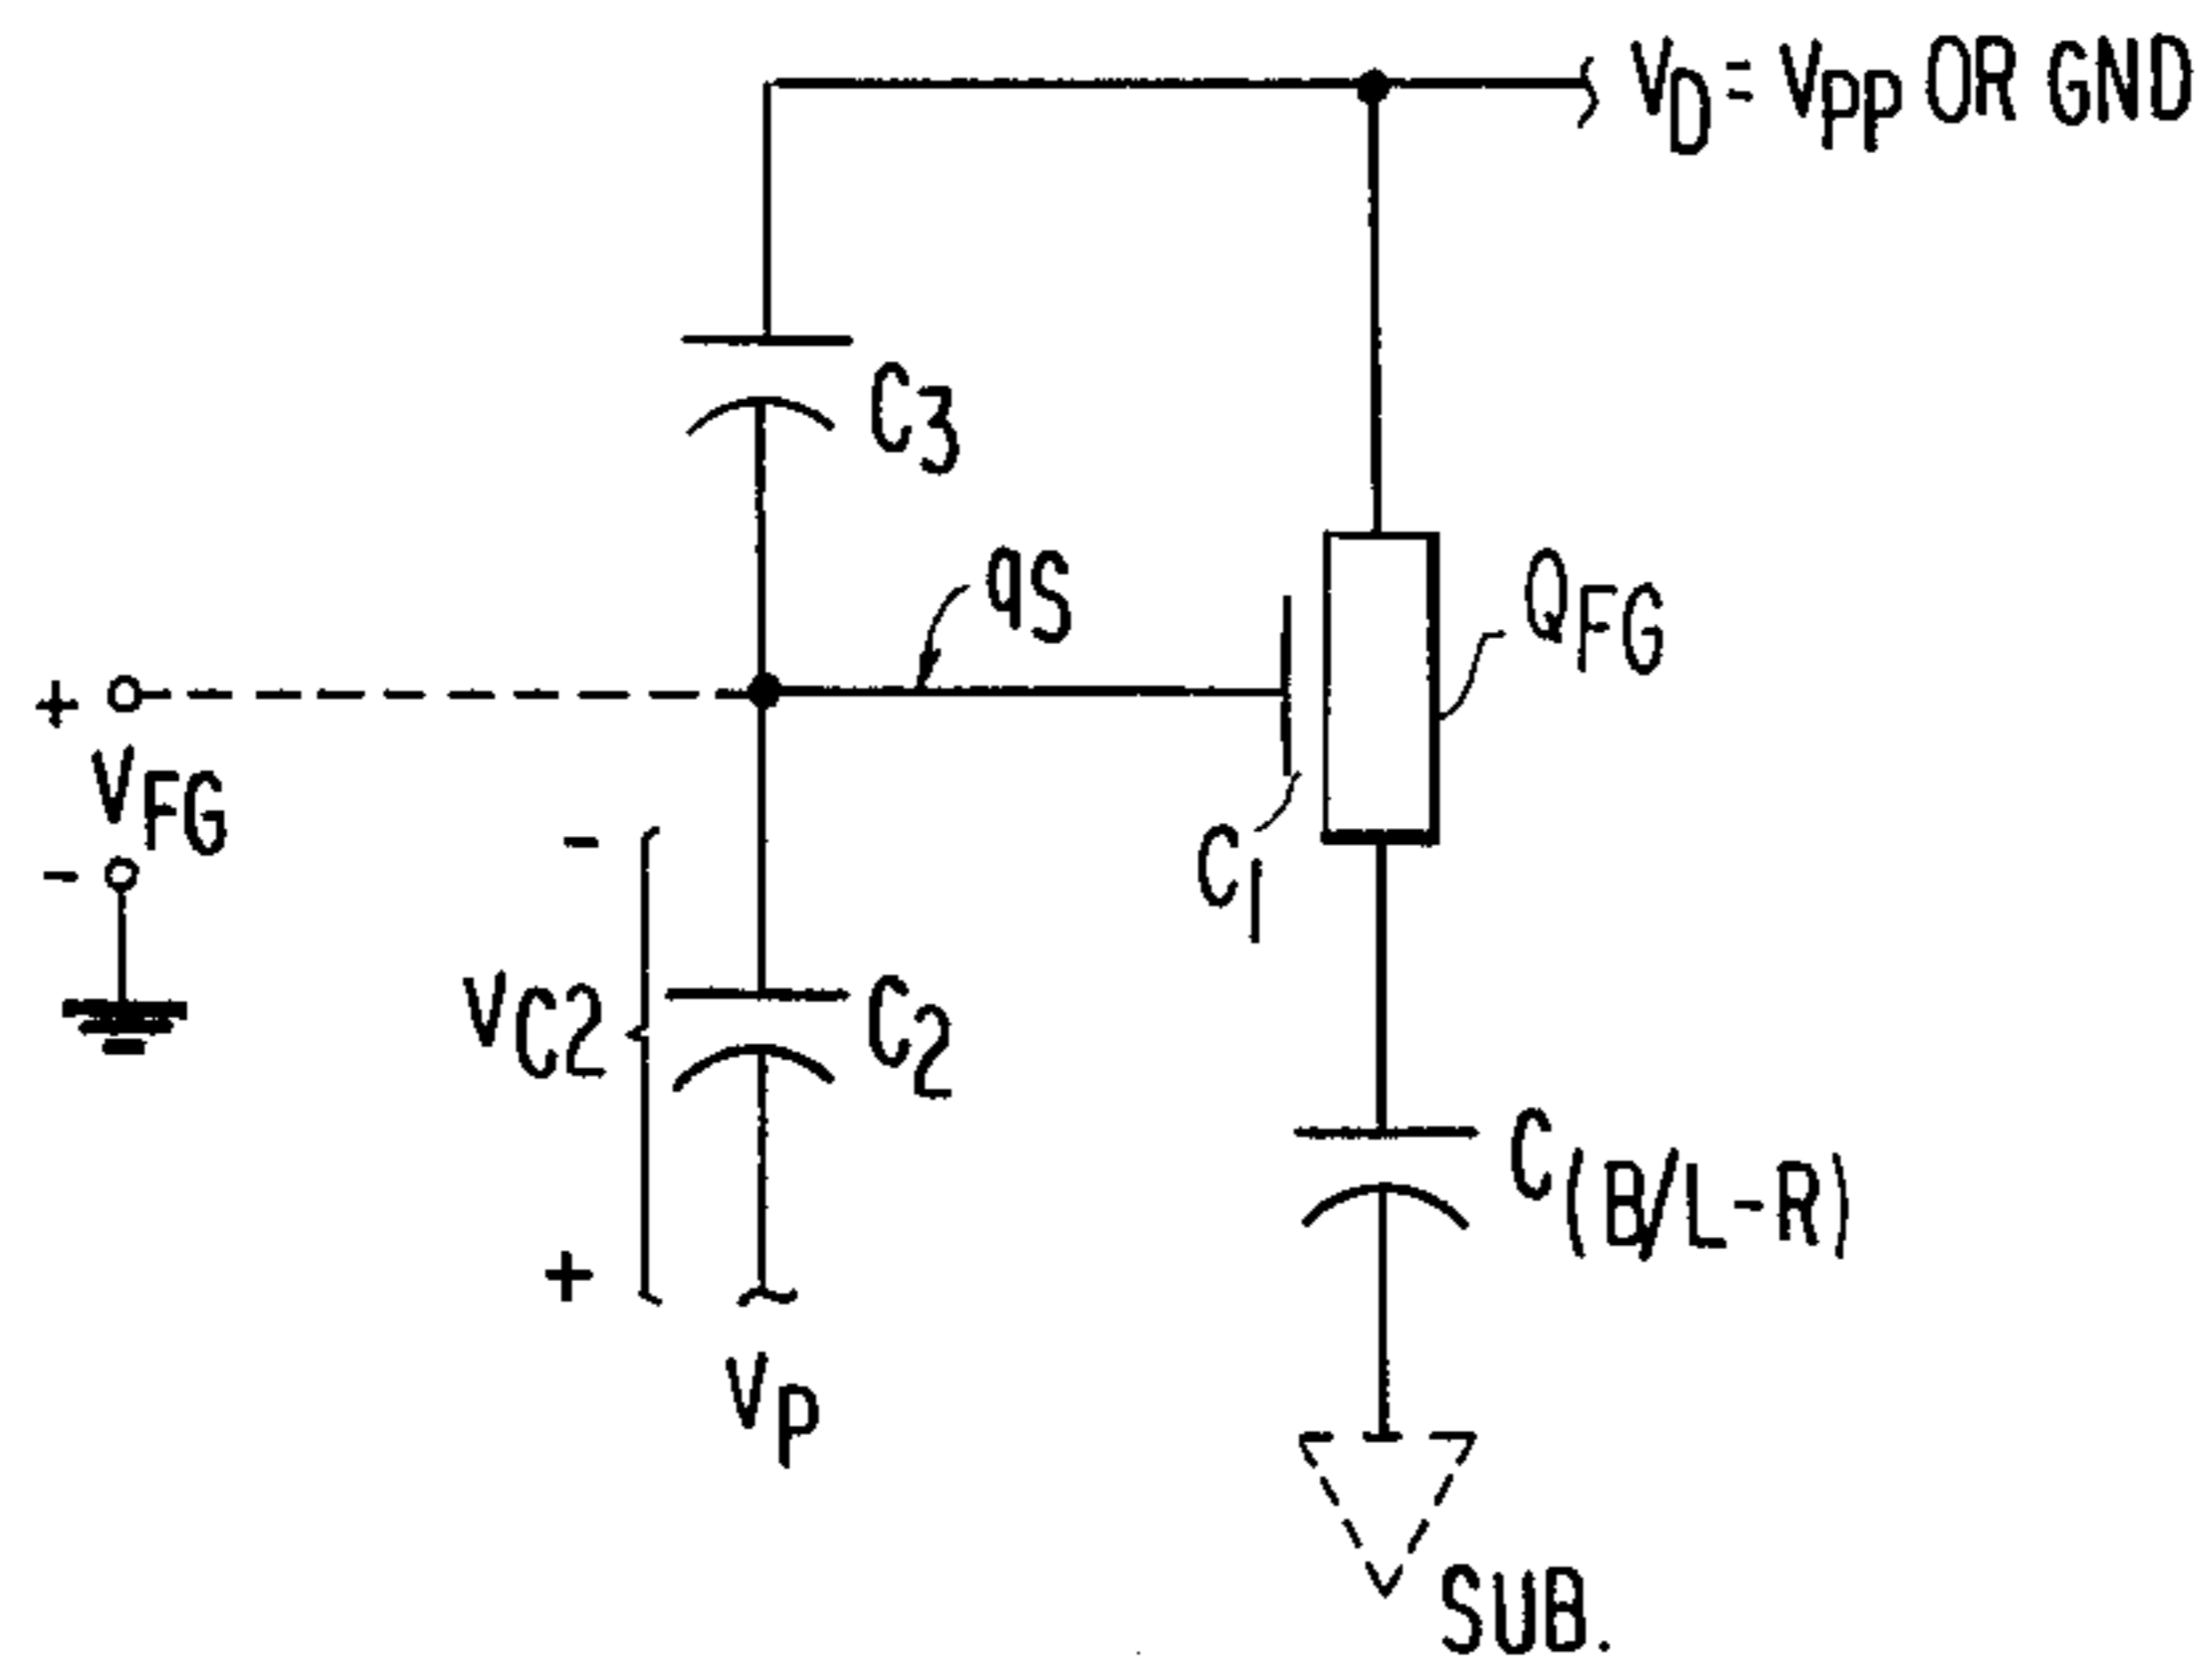 VD = VPP OR GND
C3
qS
QFG
+
VFG
-
C1
-
VC2
C2
+
C(B/L-R)
VP
SUB.